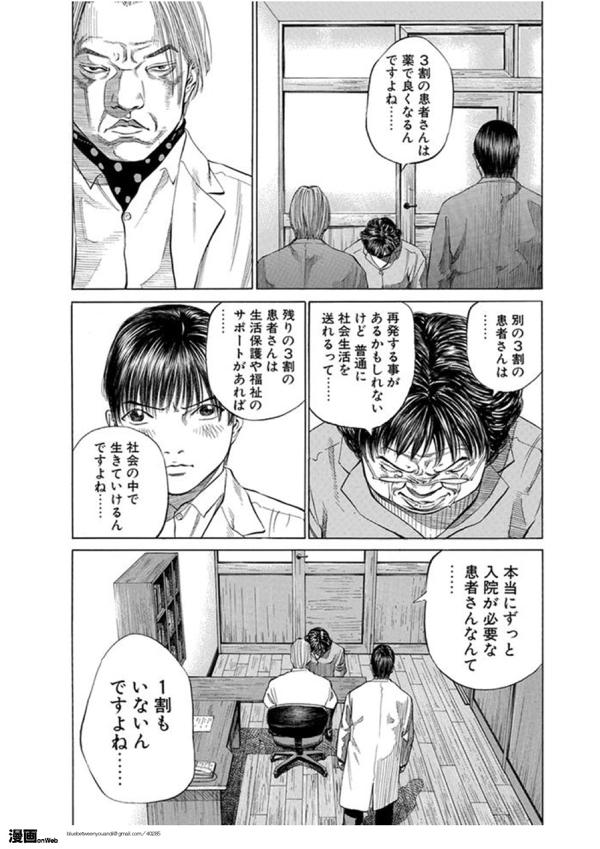 3割の患者さんは
薬で良くなるん
ですよね……
別の3割の
患者さんは
……
再発する事が
あるかもしれない
けど 普通に
社会生活を
送れるって……
残りの3割の
患者さんは
生活保護や福祉の
サポートがあれば
社会の中で
生きていけるん
ですよね……
本当にずっと
入院が必要な
患者さんなんて
……
1割も
いないん
ですよね……
漫画 on Web
bluebetweenyouandi@gmail.com/40285